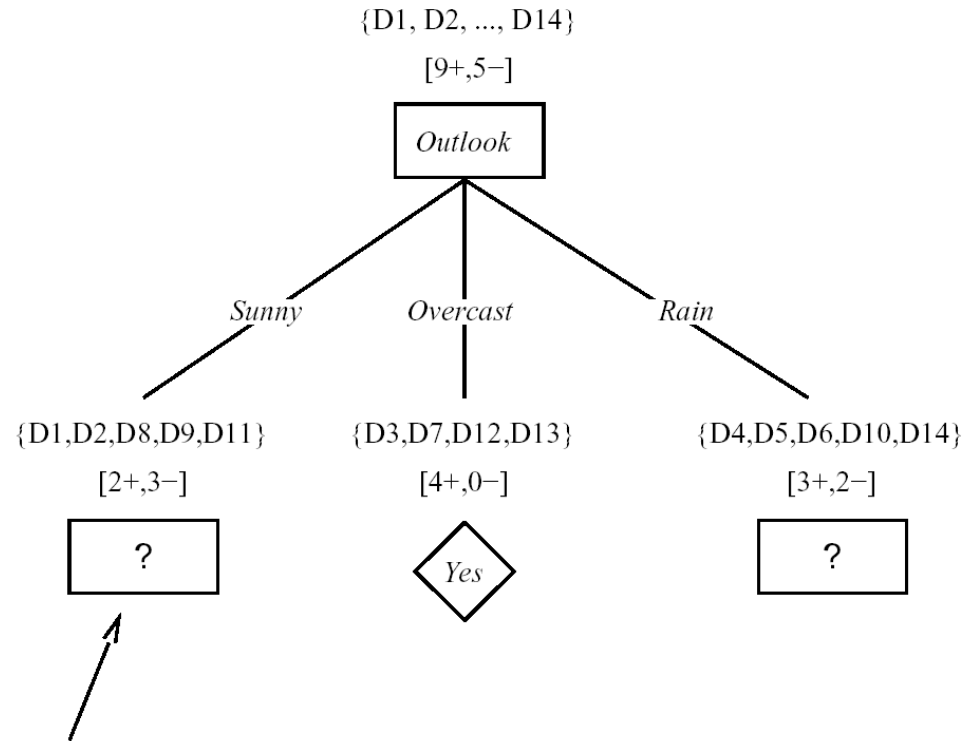 {D1, D2, ..., D14}
[9+,5−]
Outlook
Sunny Overcast Rain
{D1,D2,D8,D9,D11} {D3,D7,D12,D13} {D4,D5,D6,D10,D14}
[2+,3−] [4+,0−] [3+,2−]
? Yes ?